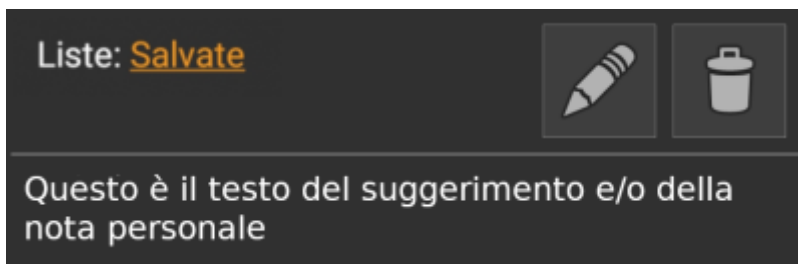 Liste: Salvate
Questo è il testo del suggerimento e/o della
nota personale